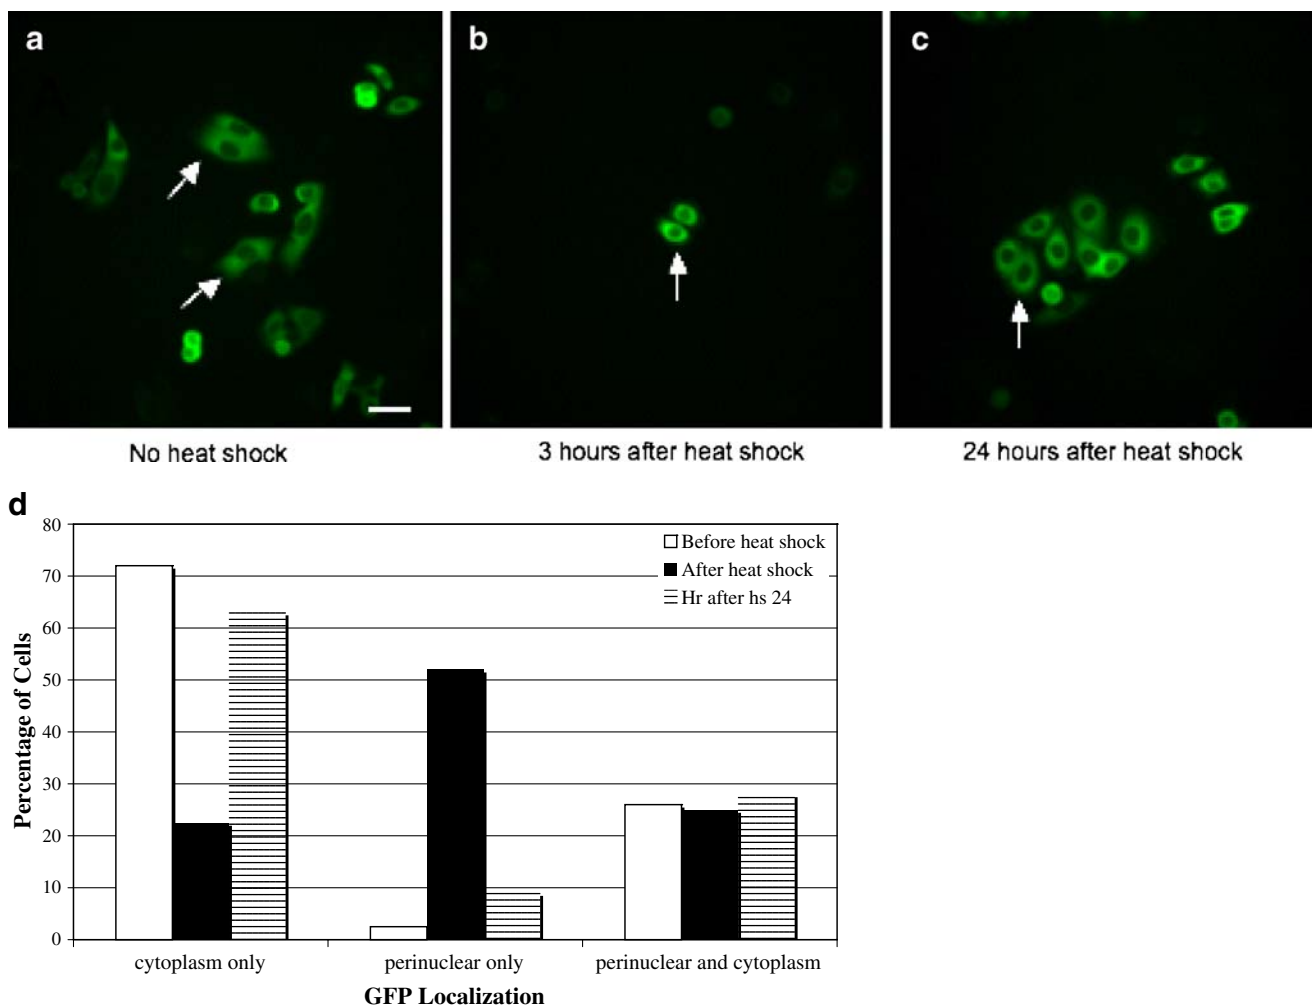 a
b
c
No heat shock
3 hours after heat shock
24 hours after heat shock
d
80
70
60
50
40
30
20
10
0
Percentage of Cells
Before heat shock
After heat shock
Hr after hs 24
cytoplasm only
perinuclear only
perinuclear and cytoplasm
GFP Localization